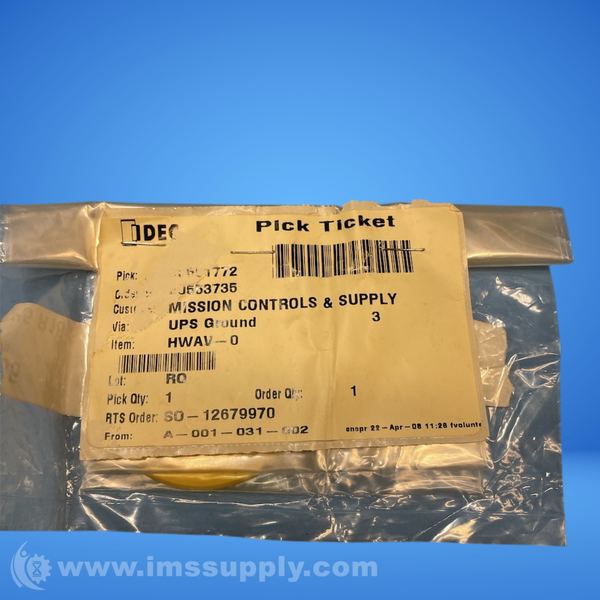 IDEC Pick Ticket
Pick: 1772
3735
MISSION CONTROLS & SUPPLY
Via: UPS Ground 3
Item: HWAV-0
Lot: RO
Pick Qty: 1 Order Qty: 1
RTS Order: SO-12679970
From: A-001-031-002
22-Apr-08 11:28
www.imssupply.com